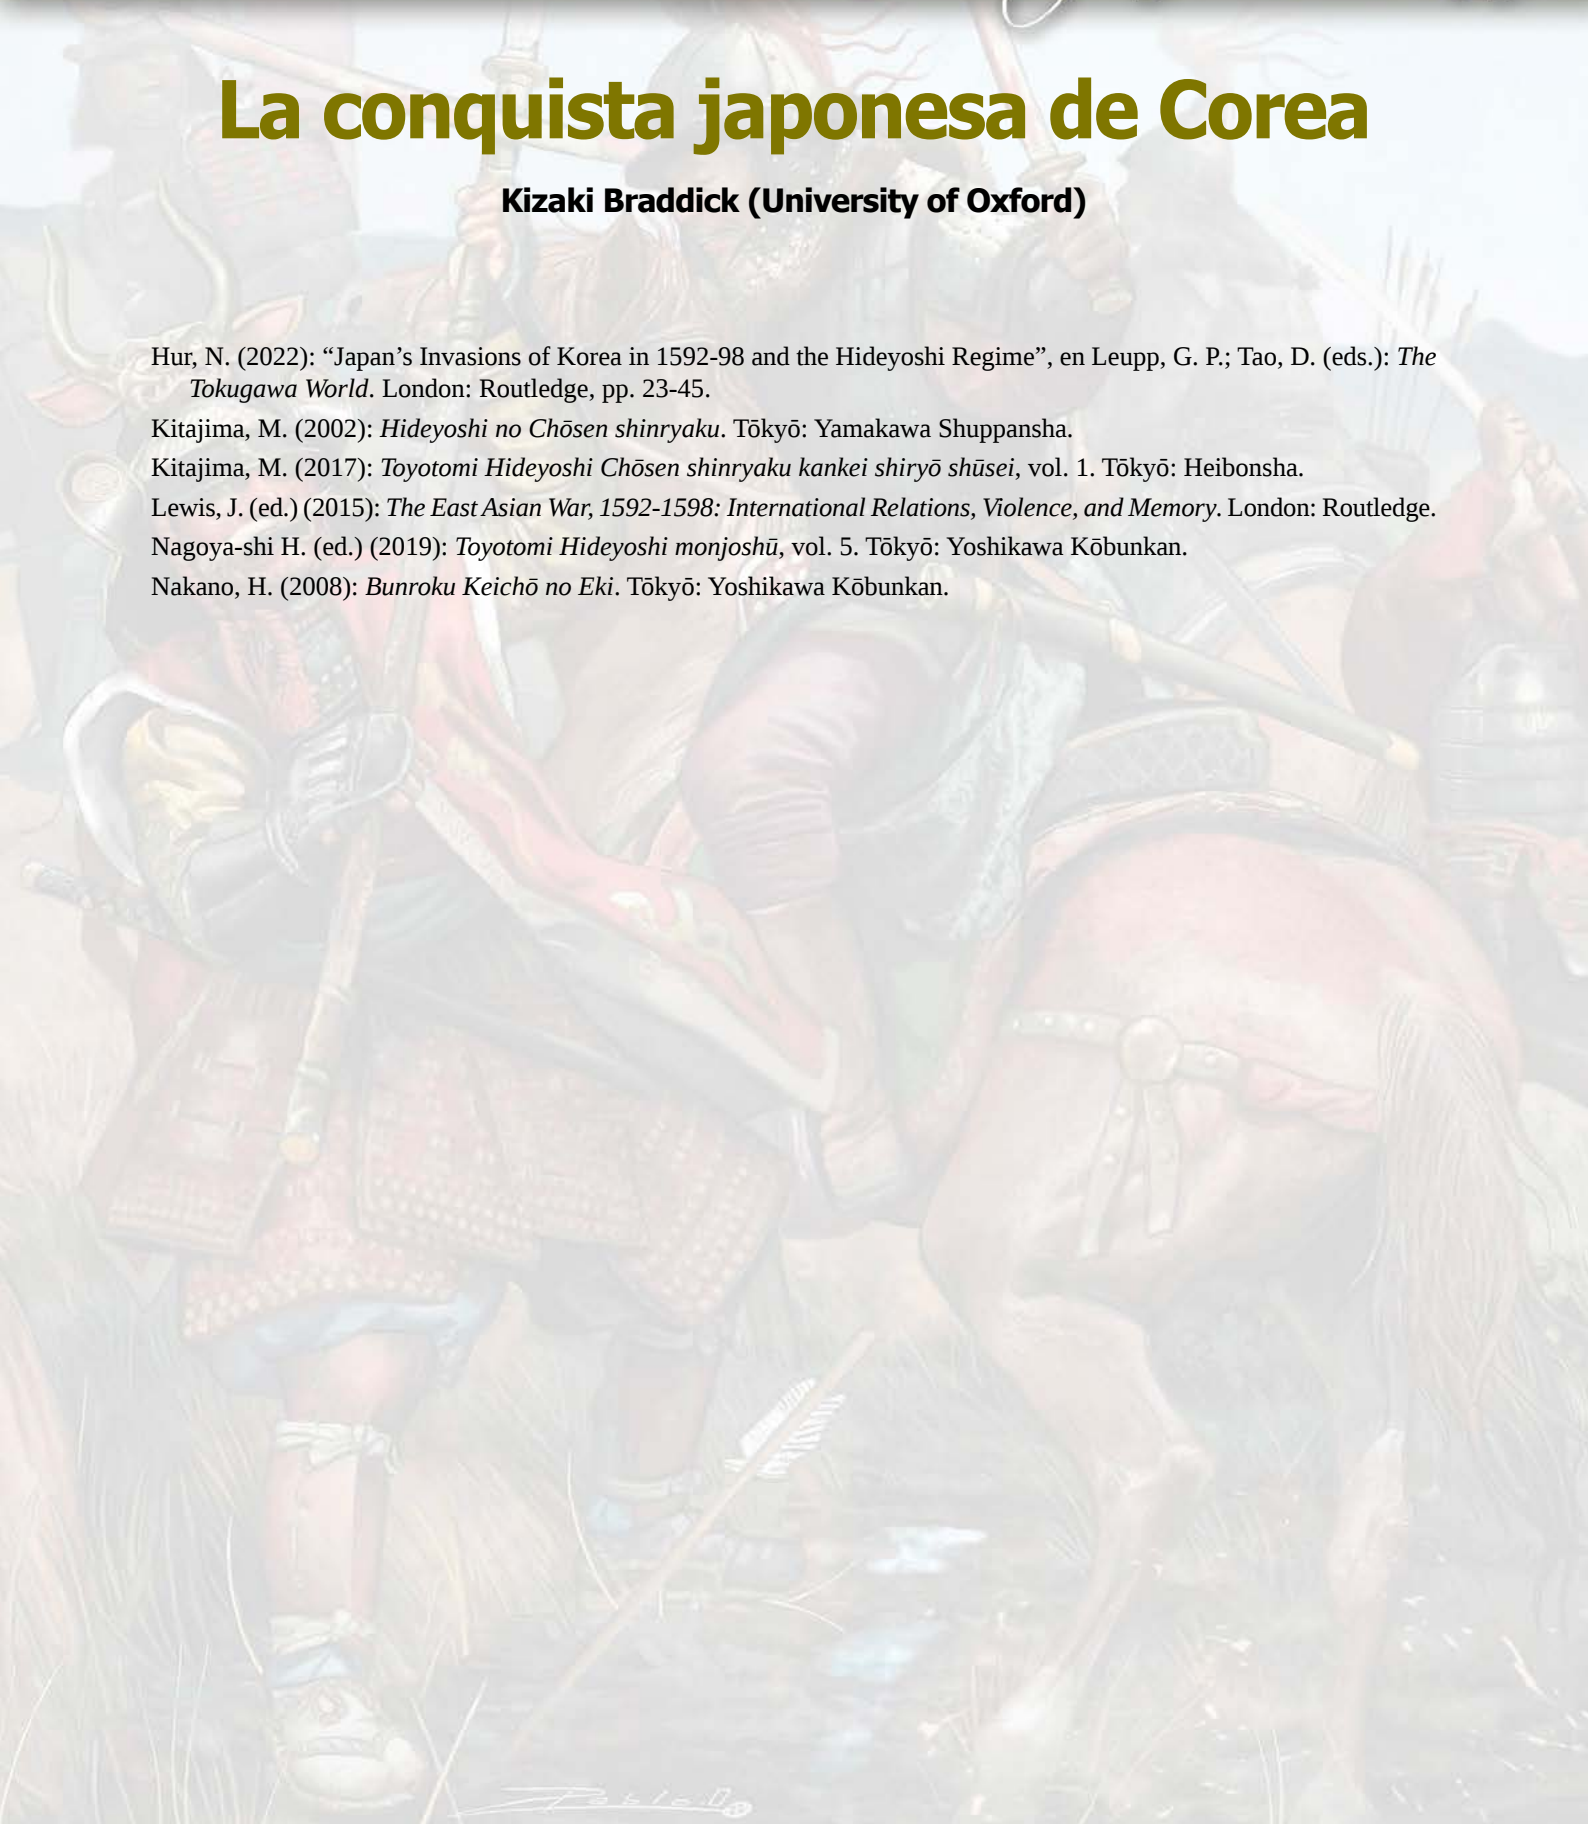 La conquista japonesa de Corea
Kizaki Braddick (University of Oxford)
Hur, N. (2022): “Japan’s Invasions of Korea in 1592-98 and the Hideyoshi Regime”, en Leupp, G. P.; Tao, D. (eds.): The
Tokugawa World. London: Routledge, pp. 23-45.
Kitajima, M. (2002): Hideyoshi no Chōsen shinryaku. Tōkyō: Yamakawa Shuppansha.
Kitajima, M. (2017): Toyotomi Hideyoshi Chōsen shinryaku kankei shiryō shūsei, vol. 1. Tōkyō: Heibonsha.
Lewis, J. (ed.) (2015): The East Asian War, 1592-1598: International Relations, Violence, and Memory. London: Routledge.
Nagoya-shi H. (ed.) (2019): Toyotomi Hideyoshi monjoshū, vol. 5. Tōkyō: Yoshikawa Kōbunkan.
Nakano, H. (2008): Bunroku Keichō no Eki. Tōkyō: Yoshikawa Kōbunkan.